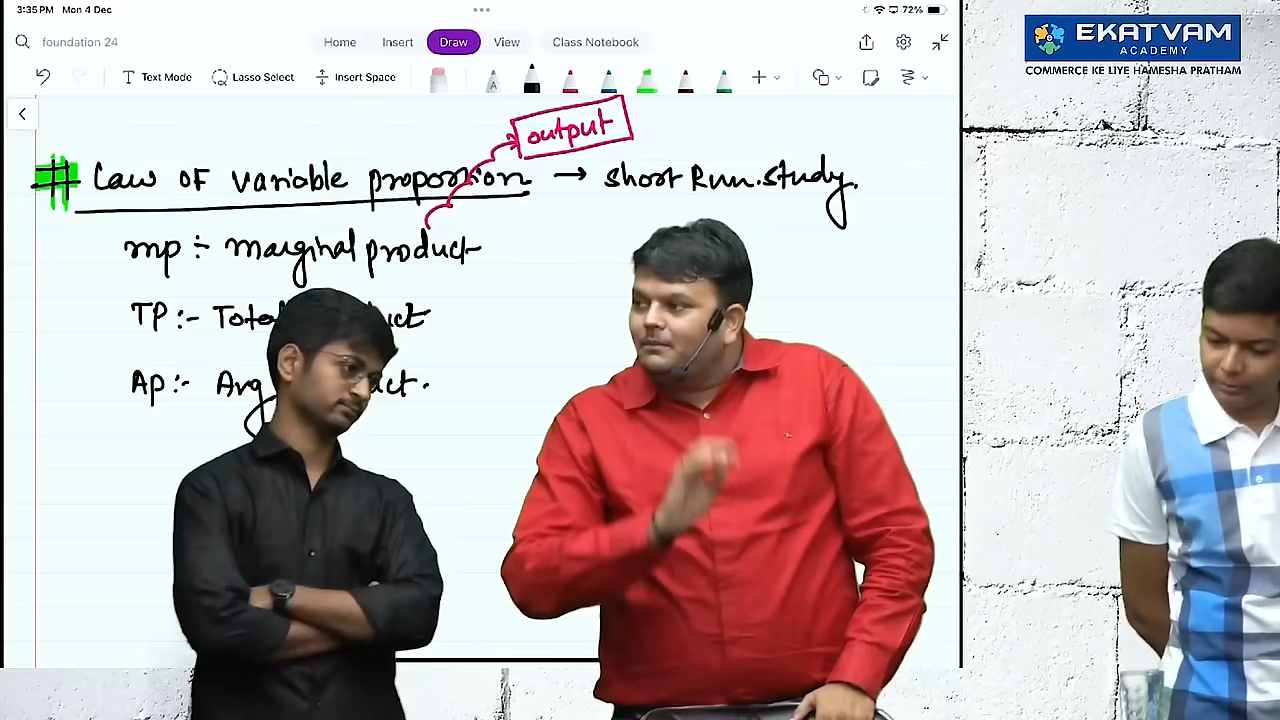 3:35 PM Mon 4 Dec
72%
foundation 24
Home Insert Draw View Class Notebook
Text Mode Lasso Select Insert Space
EKATVAM
ACADEMY
COMMERCE KE LIYE HAMESHA PRATHAM
output
# Law OF variable proportion → short Run.study.
mp :- marginal product
TP :- Total
Ap :- Avg